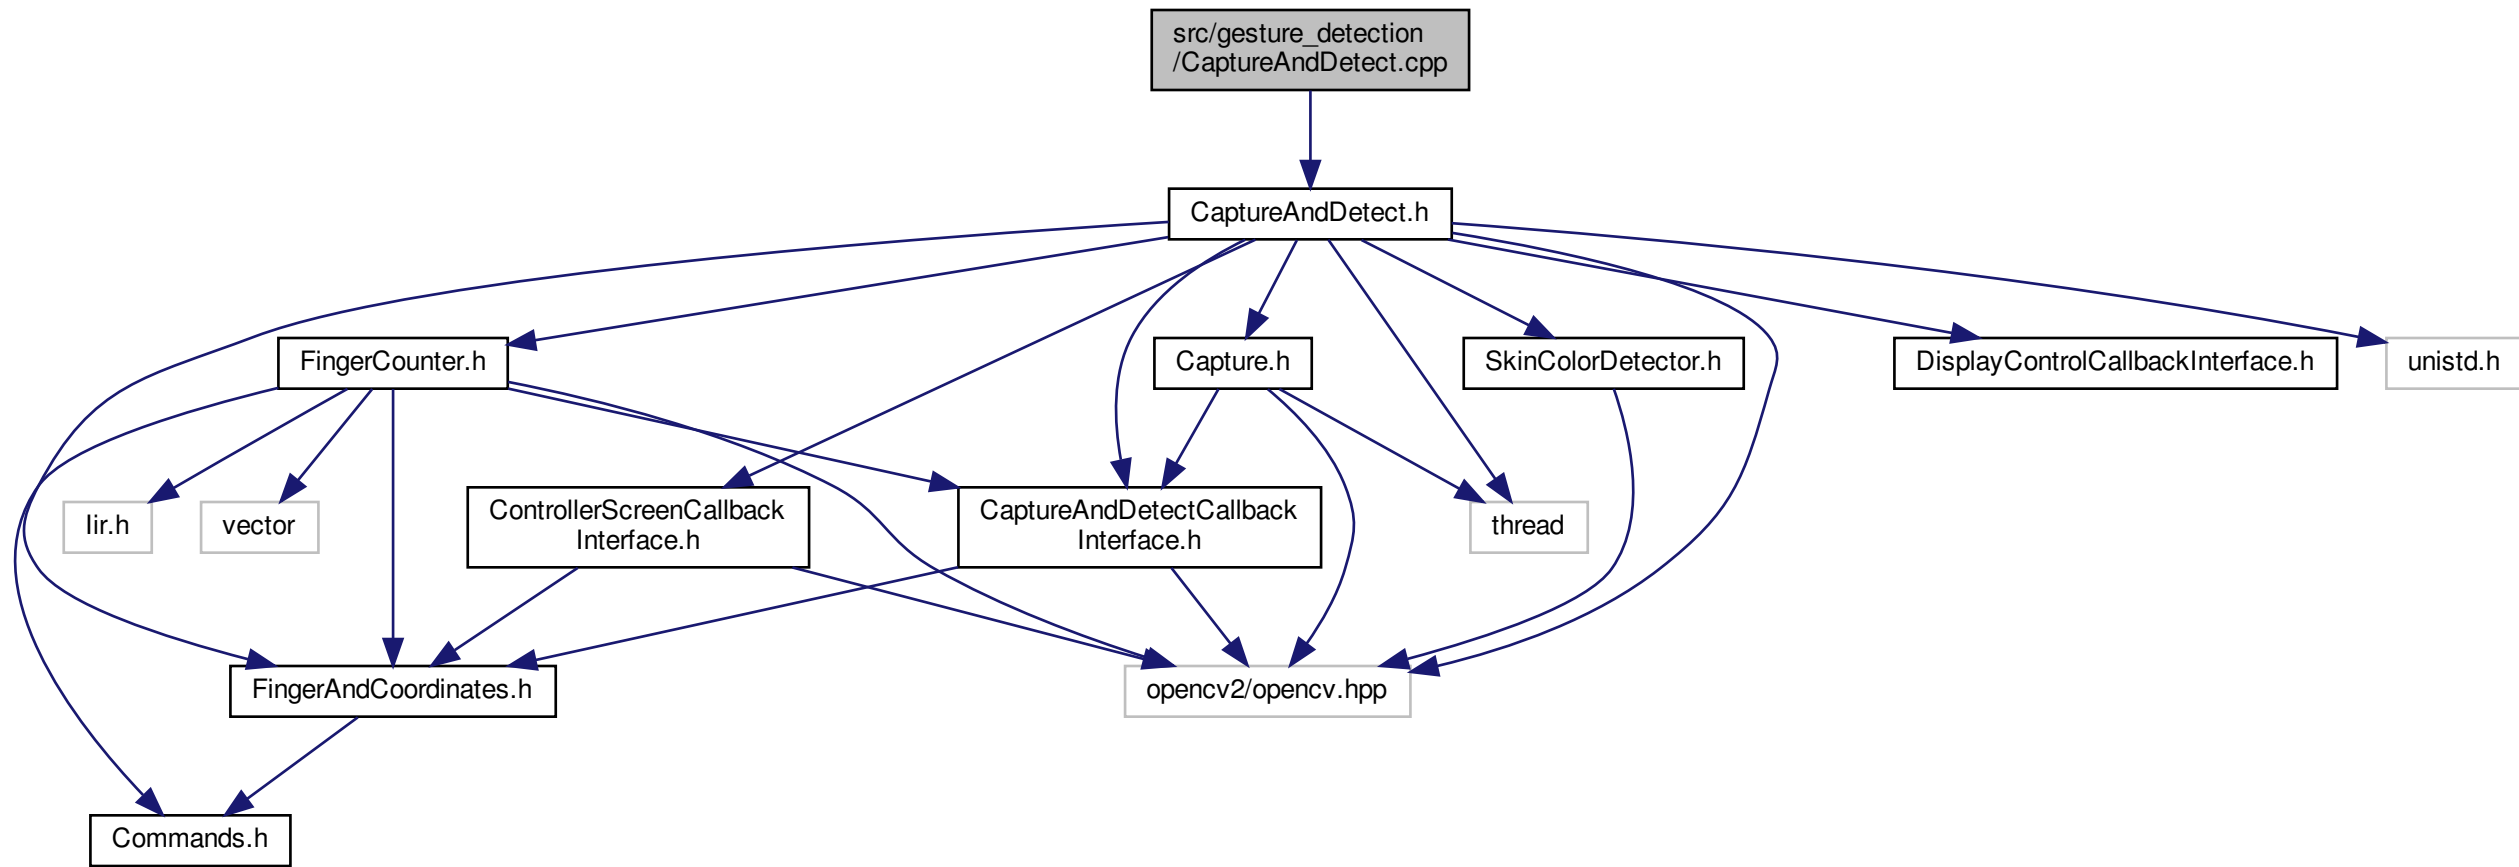 src/gesture_detection
/CaptureAndDetect.cpp
CaptureAndDetect.h
FingerCounter.h
Capture.h
SkinColorDetector.h
DisplayControlCallbackInterface.h
unistd.h
lir.h
vector
ControllerScreenCallback
Interface.h
CaptureAndDetectCallback
Interface.h
thread
FingerAndCoordinates.h
opencv2/opencv.hpp
Commands.h